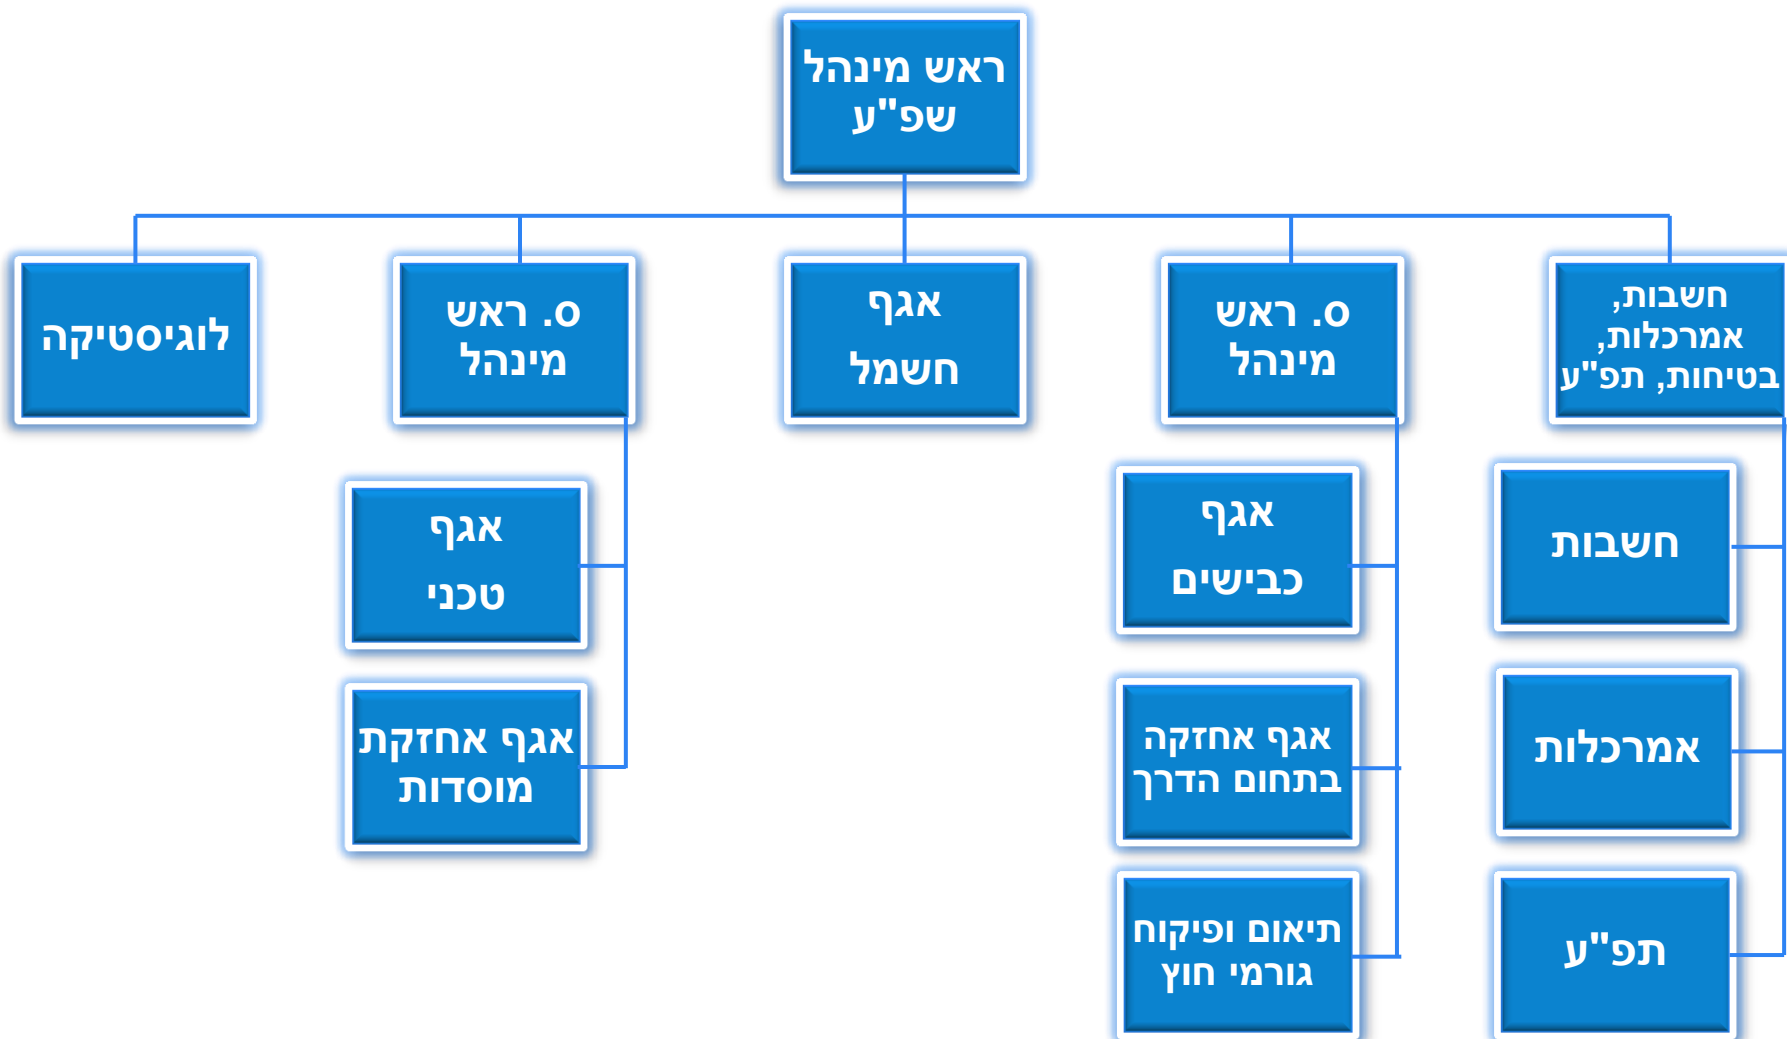 ראש מינהל
שפ"ע
חשבות,
אמרכלות,
בטיחות, תפ"ע
ס. ראש
מינהל
אגף
חשמל
ס. ראש
מינהל
לוגיסטיקה
חשבות
אמרכלות
תפ"ע
אגף
כבישים
אגף אחזקה
בתחום הדרך
תיאום ופיקוח
גורמי חוץ
אגף
טכני
אגף אחזקת
מוסדות